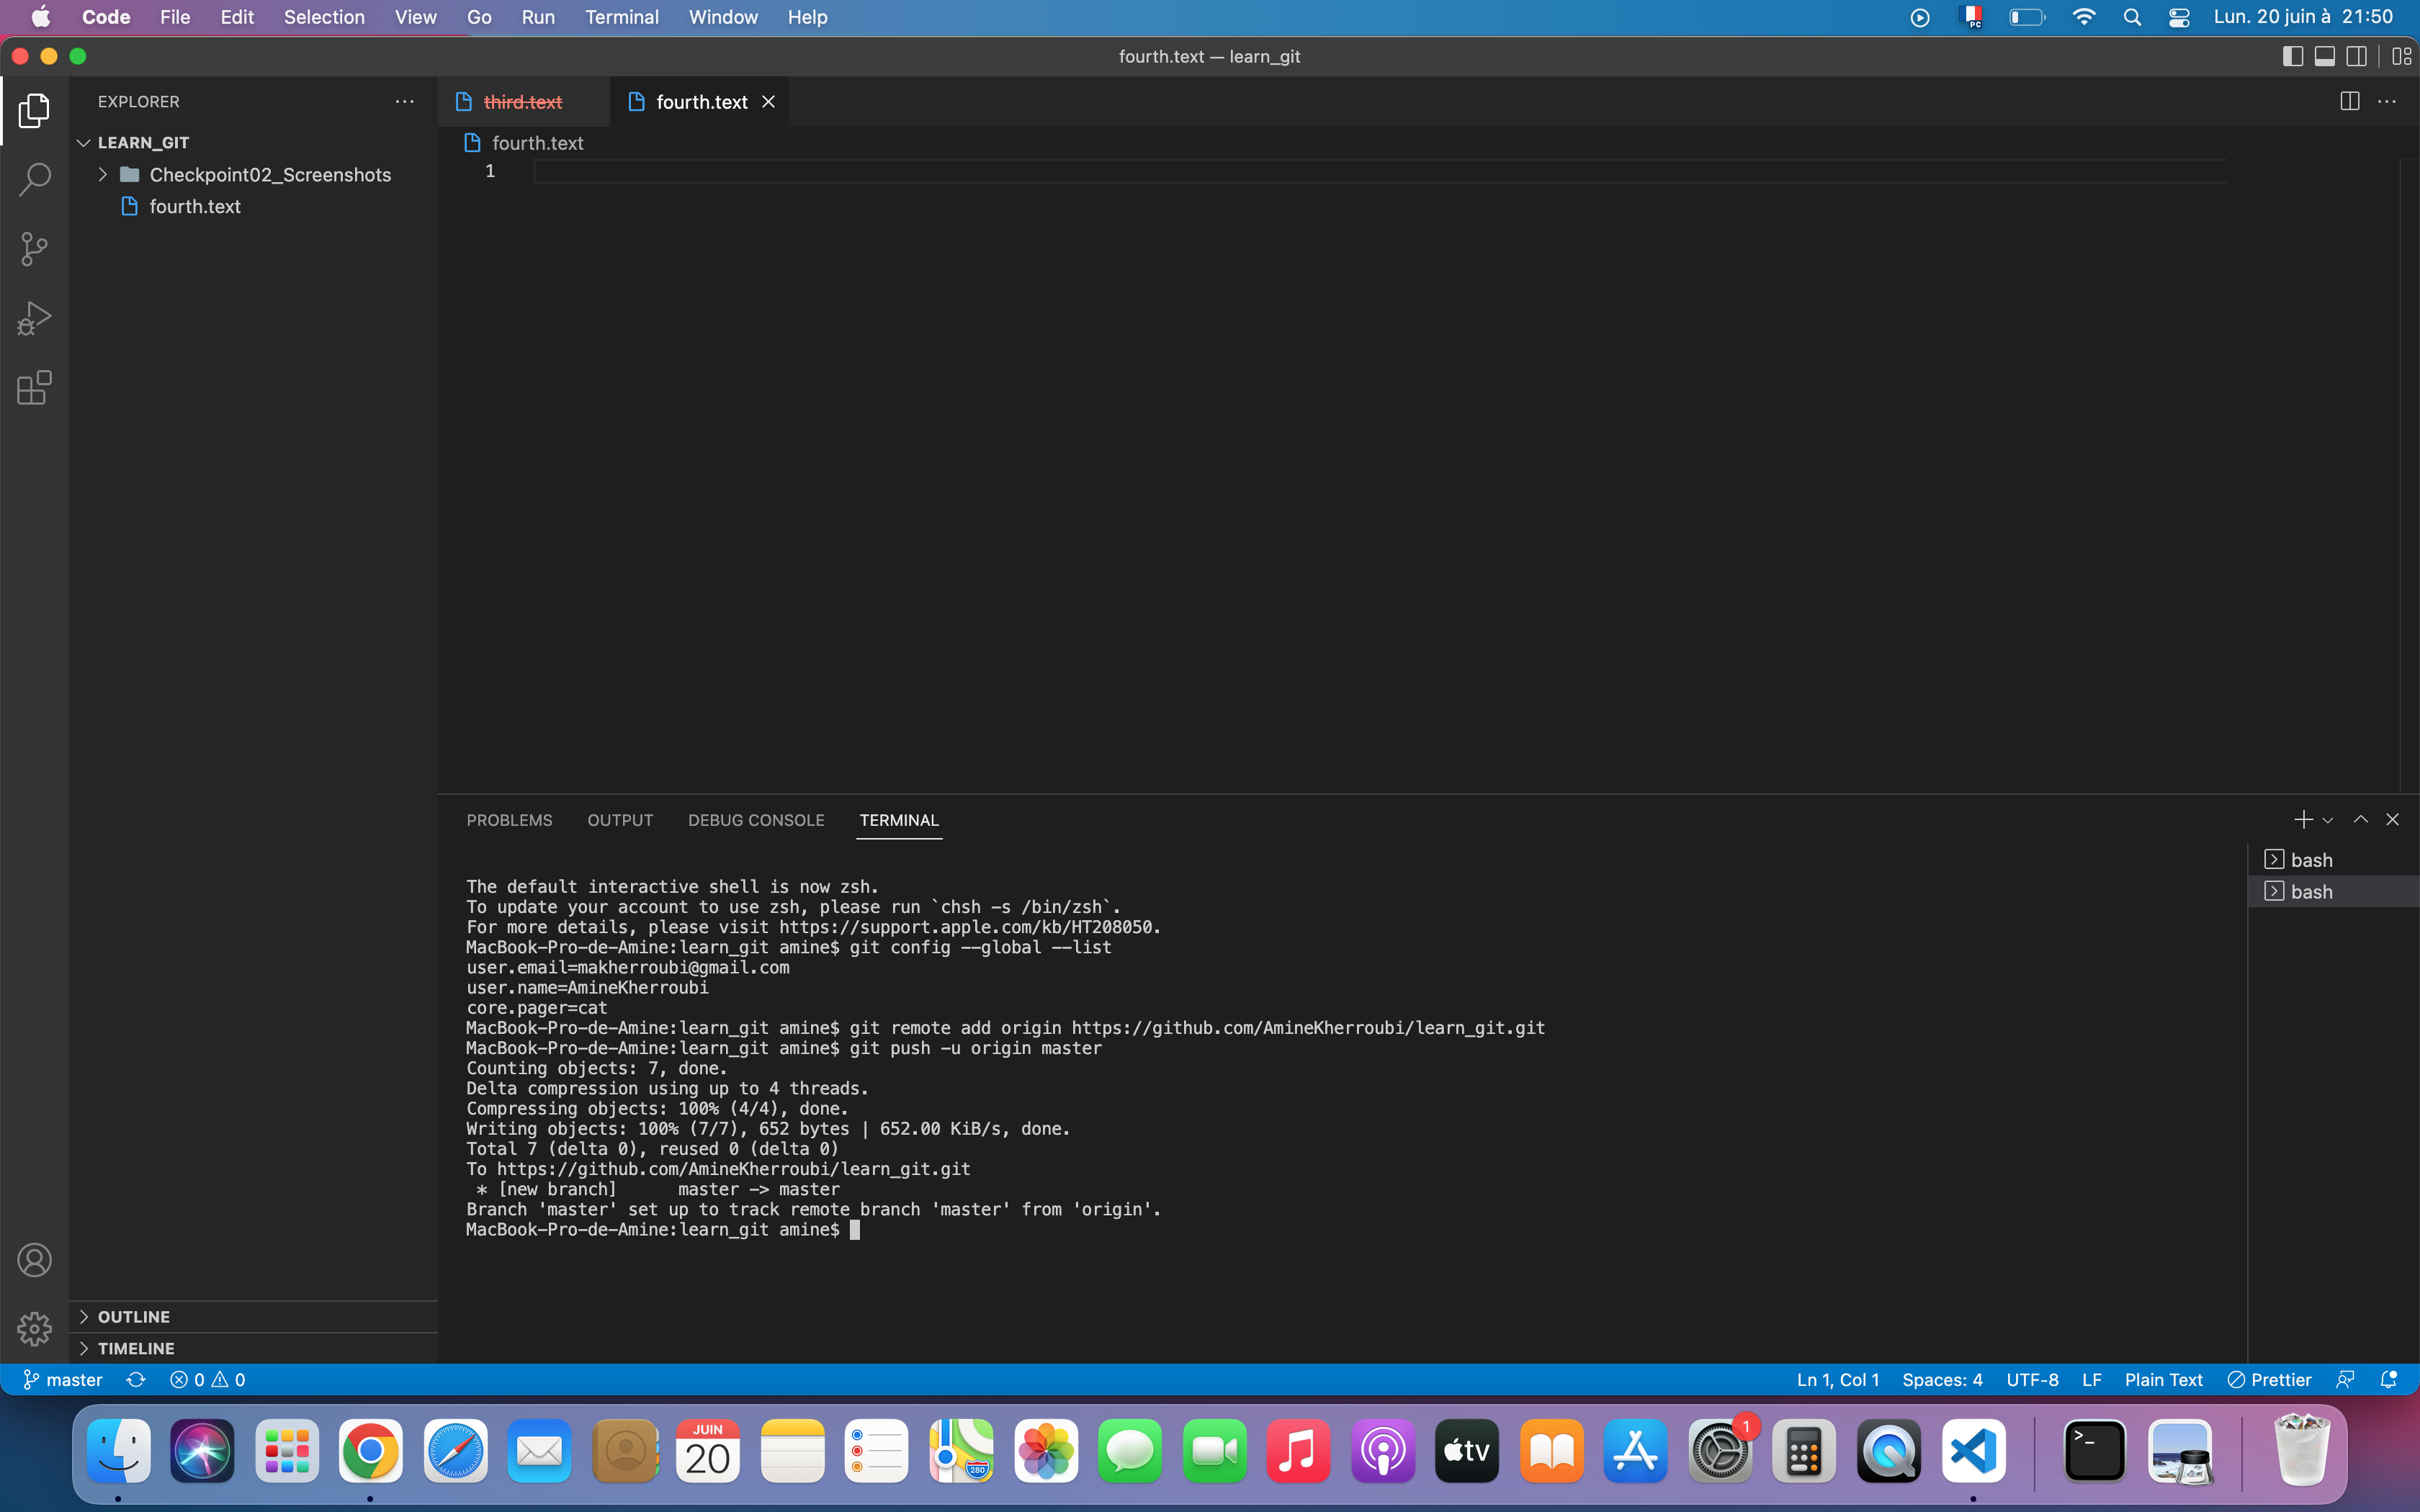 Code File Edit Selection View Go Run Terminal Window Help
PC
Lun. 20 juin à 21:50
fourth.text — learn_git
EXPLORER
LEARN_GIT
Checkpoint02_Screenshots
fourth.text
third.text
fourth.text
fourth.text
1
PROBLEMS OUTPUT DEBUG CONSOLE TERMINAL
bash
bash
The default interactive shell is now zsh.
To update your account to use zsh, please run `chsh -s /bin/zsh`.
For more details, please visit https://support.apple.com/kb/HT208050.
MacBook-Pro-de-Amine:learn_git amine$ git config --global --list
user.email=makherroubi@gmail.com
user.name=AmineKherroubi
core.pager=cat
MacBook-Pro-de-Amine:learn_git amine$ git remote add origin https://github.com/AmineKherroubi/learn_git.git
MacBook-Pro-de-Amine:learn_git amine$ git push -u origin master
Counting objects: 7, done.
Delta compression using up to 4 threads.
Compressing objects: 100% (4/4), done.
Writing objects: 100% (7/7), 652 bytes | 652.00 KiB/s, done.
Total 7 (delta 0), reused 0 (delta 0)
To https://github.com/AmineKherroubi/learn_git.git
 * [new branch]      master -> master
Branch 'master' set up to track remote branch 'master' from 'origin'.
MacBook-Pro-de-Amine:learn_git amine$
OUTLINE
TIMELINE
master 0 0
Ln 1, Col 1 Spaces: 4 UTF-8 LF Plain Text Prettier
JUIN
20
280
tv
1
>_